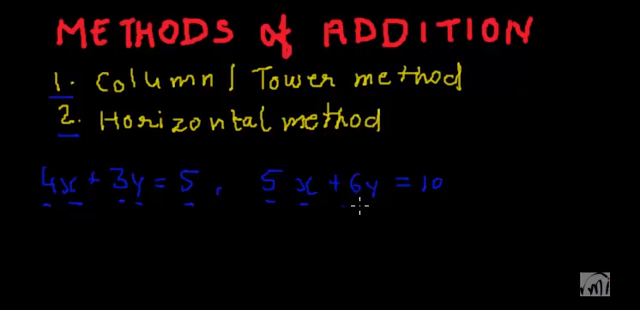 METHODS of ADDITION
1. Column / Tower method
2. Horizontal method
4x + 3y = 5, 5x + 6y = 10